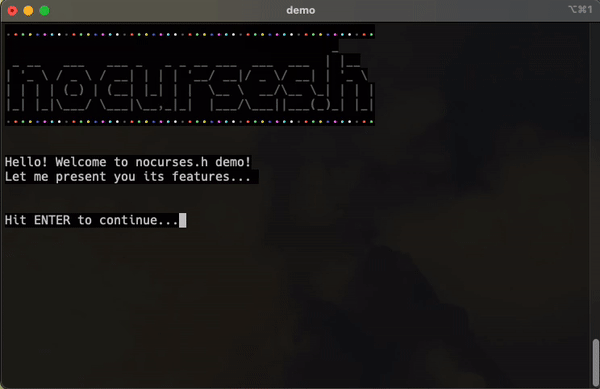 demo
⌥⌘1
nocurses.h
Hello! Welcome to nocurses.h demo!
Let me present you its features...
Hit ENTER to continue...